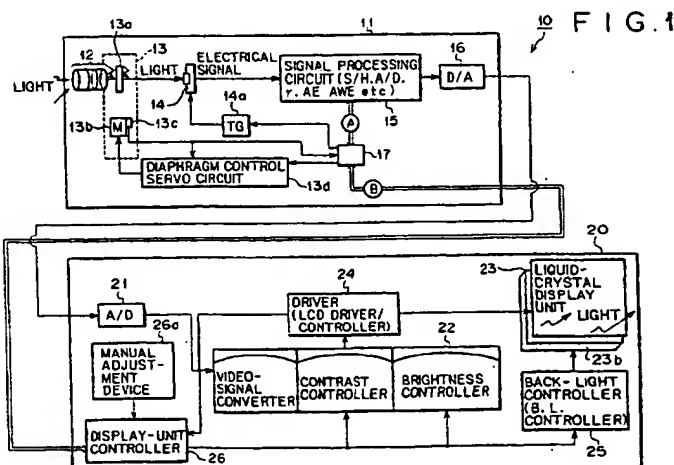 10
F I G. 1
11
13a
12
13
LIGHT
LIGHT
ELECTRICAL
SIGNAL
14
SIGNAL PROCESSING
CIRCUIT (S/H.A/D.
r. AE AWE etc)
15
16
D/A
13b
M
13c
14a
TG
A
17
DIAPHRAGM CONTROL
SERVO CIRCUIT
13d
B
20
21
A/D
24
DRIVER
(LCD DRIVER/
CONTROLLER)
23
LIQUID-
CRYSTAL
DISPLAY
UNIT
LIGHT
23b
26a
MANUAL
ADJUST-
MENT
DEVICE
22
VIDEO-
SIGNAL
CONVERTER
CONTRAST
CONTROLLER
BRIGHTNESS
CONTROLLER
BACK-LIGHT
CONTROLLER
(B. L.
CONTROLLER)
25
DISPLAY-UNIT
CONTROLLER
26